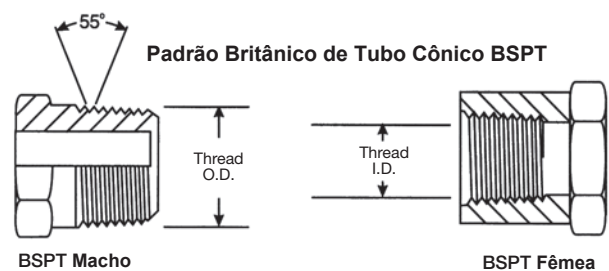 55°
Padrão Britânico de Tubo Cônico BSPT
Thread
O.D.
Thread
I.D.
BSPT Macho
BSPT Fêmea